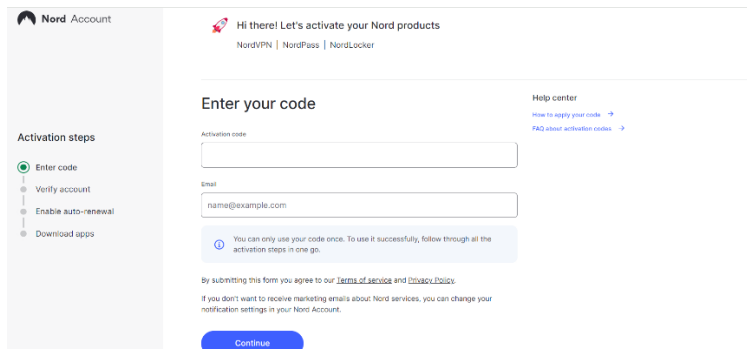 Nord Account
Hi there! Let's activate your Nord products
NordVPN | NordPass | NordLocker
Activation steps
Enter code
Verify account
Enable auto-renewal
Download apps
Enter your code
Activation code
Email
name@example.com
You can only use your code once. To use it successfully, follow through all the
activation steps in one go.
By submitting this form you agree to our Terms of service and Privacy Policy.
If you don't want to receive marketing emails about Nord services, you can change your
notification settings in your Nord Account.
Continue
Help center
How to apply your code →
FAQ about activation codes →